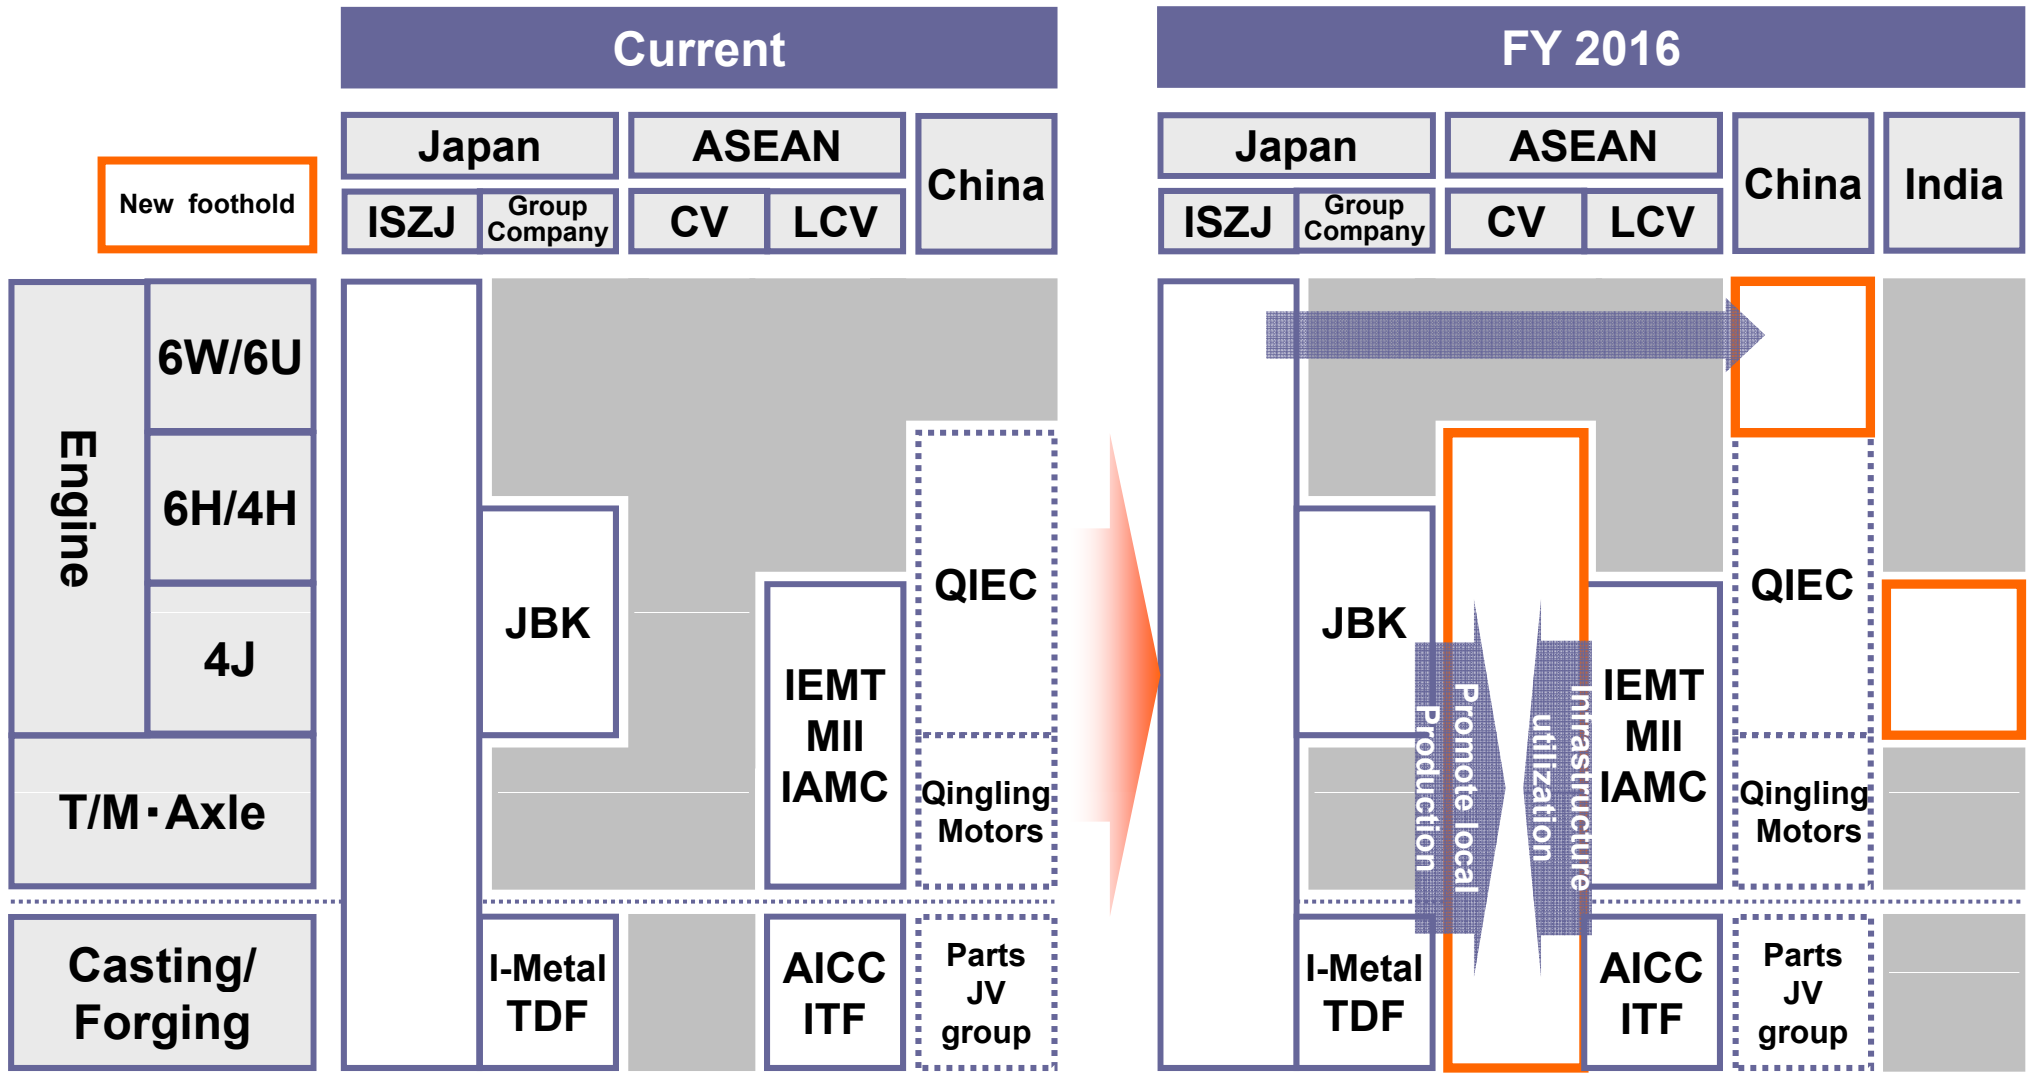 Current
FY 2016
New foothold
Japan
ASEAN
China
ISZJ
Group
Company
CV
LCV
Japan
ASEAN
China
India
ISZJ
Group
Company
CV
LCV
Engine
6W/6U
6H/4H
4J
T/M・Axle
Casting/
Forging
JBK
IEMT
MII
IAMC
QIEC
Qingling
Motors
I-Metal
TDF
AICC
ITF
Parts
JV
group
JBK
Promote local
Production
Infrastructure
utilization
IEMT
MII
IAMC
QIEC
Qingling
Motors
I-Metal
TDF
AICC
ITF
Parts
JV
group